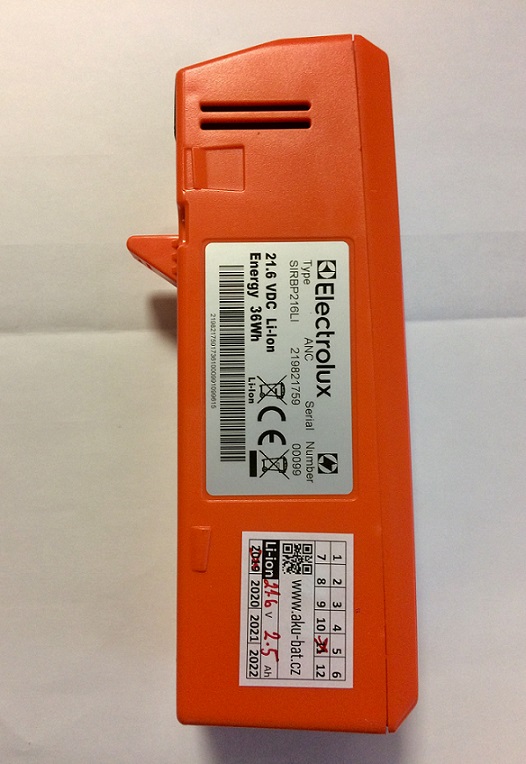 Electrolux
Type ANC Serial Number
SIRBP216LI 219821759 00099
21.6 VDC Li-Ion
Energy 36Wh
Li-Ion
CE
1 2 3 4 5 6
7 8 9 10 11 12
www.aku-bat.cz
Li-ion 21.6 V 2.5 Ah
2019 2020 2021 2022